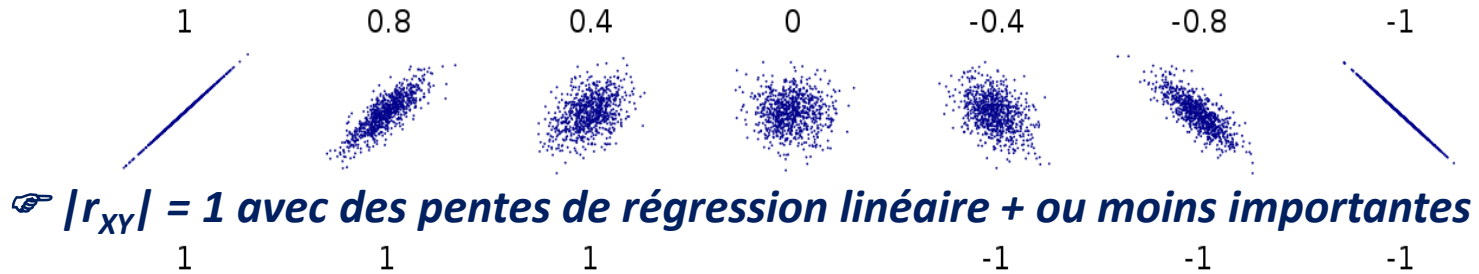 1 0.8 0.4 0 -0.4 -0.8 -1
☞ |rXY| = 1 avec des pentes de régression linéaire + ou moins importantes
1 1 1 -1 -1 -1